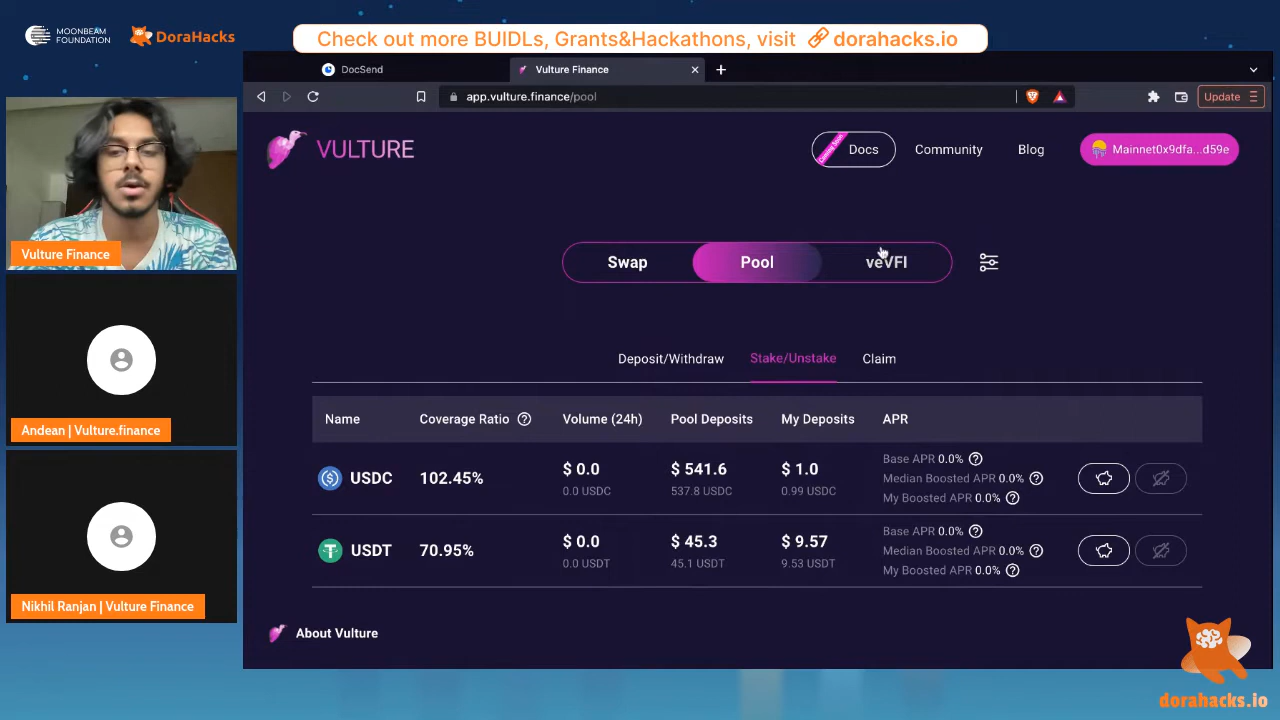 MOONBEAM
FOUNDATION
DoraHacks
Check out more BUIDLs, Grants&Hackathons, visit dorahacks.io
DocSend
Vulture Finance
app.vulture.finance/pool
Update
VULTURE
Coming Soon
Docs
Community
Blog
Mainnet0x9dfa...d59e
Vulture Finance
Swap
Pool
veVFI
Deposit/Withdraw
Stake/Unstake
Claim
Name
Coverage Ratio
Volume (24h)
Pool Deposits
My Deposits
APR
USDC
102.45%
$ 0.0
0.0 USDC
$ 541.6
537.8 USDC
$ 1.0
0.99 USDC
Base APR 0.0%
Median Boosted APR 0.0%
My Boosted APR 0.0%
USDT
70.95%
$ 0.0
0.0 USDT
$ 45.3
45.1 USDT
$ 9.57
9.53 USDT
Base APR 0.0%
Median Boosted APR 0.0%
My Boosted APR 0.0%
Andean | Vulture.finance
Nikhil Ranjan | Vulture Finance
About Vulture
dorahacks.io